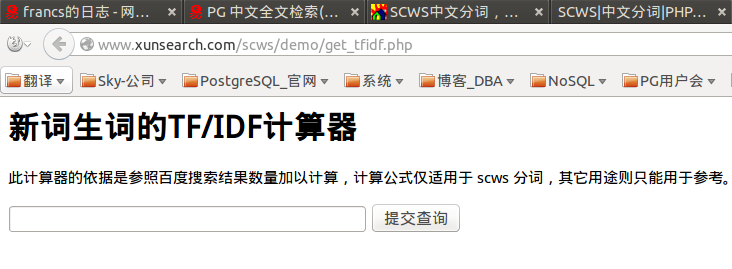 francs的日志 - 网... × PG 中文全文检索(... × SCWS中文分词，... × SCWS|中文分词|PHP... ×
www.xunsearch.com/scws/demo/get_tfidf.php
翻译 Sky-公司 PostgreSQL_官网 系统 博客_DBA NoSQL PG用户会
新词生词的TF/IDF计算器
此计算器的依据是参照百度搜索结果数量加以计算，计算公式仅适用于 scws 分词，其它用途则只能用于参考。
提交查询